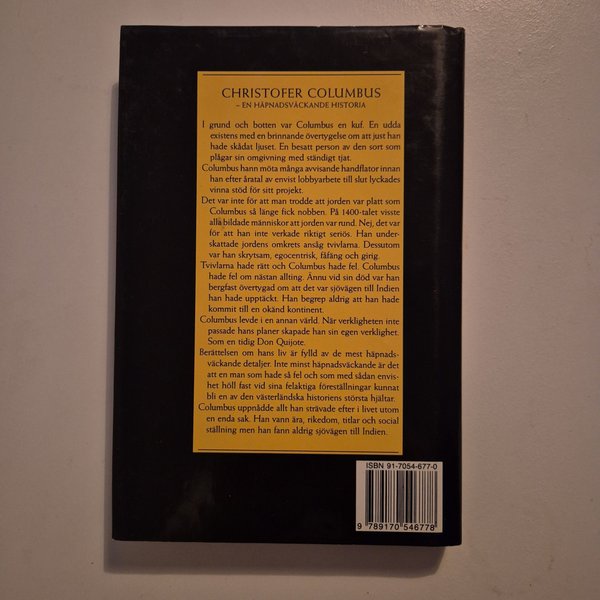 CHRISTOFER COLUMBUS
– EN HÄPNADSVÄCKANDE HISTORIA
I grund och botten var Columbus en kuf. En udda
existens med en brinnande övertygelse om att just han
hade skådat ljuset. En besatt person av den sort som
plågar sin omgivning med ständigt tjat.
Columbus hann möta många avvisande handflator innan
han efter åratal av envist lobbyarbete till slut lyckades
vinna stöd för sitt projekt.
Det var inte för att man trodde att jorden var platt som
Columbus så länge fick nobben. På 1400-talet visste
alla bildade människor att jorden var rund. Nej, det var
för att han inte verkade riktigt seriös. Han under-
skattade jordens omkrets ansåg tvivlarna. Dessutom
var han skrytsam, egocentrisk, fåfäng och girig.
Tvivlarna hade rätt och Columbus hade fel. Columbus
hade fel om nästan allting. Ännu vid sin död var han
bergfast övertygad om att det var sjövägen till Indien
han hade upptäckt. Han begrep aldrig att han hade
kommit till en okänd kontinent.
Columbus levde i en annan värld. När verkligheten inte
passade hans planer skapade han sin egen verklighet.
Som en tidig Don Quijote.
Berättelsen om hans liv är fylld av de mest häpnads-
väckande detaljer. Inte minst häpnadsväckande är det
att en man som hade så fel och som med sådan envis-
het höll fast vid sina felaktiga föreställningar kunnat
bli en av den västerländska historiens största hjältar.
Columbus uppnådde allt han strävade efter i livet utom
en enda sak. Han vann ära, rikedom, titlar och social
ställning men han fann aldrig sjövägen till Indien.
ISBN 91-7054-677-0
9 789170 546778